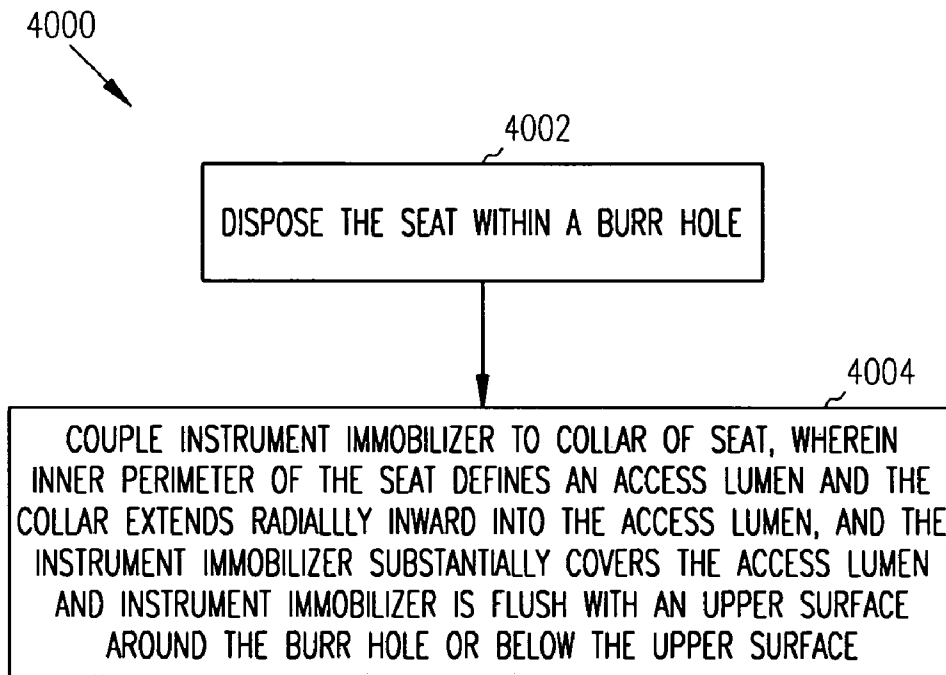 4000
4002
DISPOSE THE SEAT WITHIN A BURR HOLE
4004
COUPLE INSTRUMENT IMMOBILIZER TO COLLAR OF SEAT, WHEREIN
INNER PERIMETER OF THE SEAT DEFINES AN ACCESS LUMEN AND THE
COLLAR EXTENDS RADIALLLY INWARD INTO THE ACCESS LUMEN, AND THE
INSTRUMENT IMMOBILIZER SUBSTANTIALLY COVERS THE ACCESS LUMEN
AND INSTRUMENT IMMOBILIZER IS FLUSH WITH AN UPPER SURFACE
AROUND THE BURR HOLE OR BELOW THE UPPER SURFACE